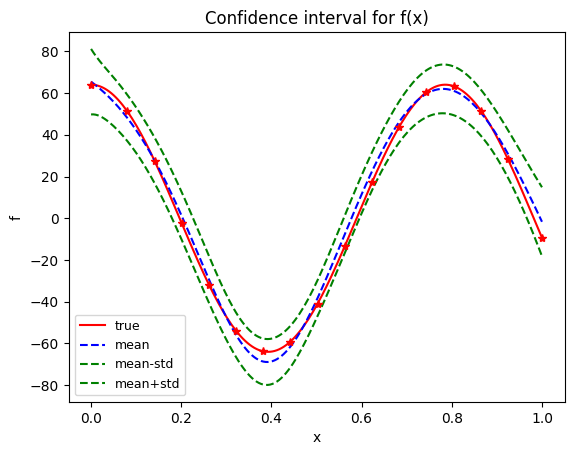 Confidence interval for f(x)
80
60
40
20
0
−20
−40
−60
−80
f
true
mean
mean-std
mean+std
0.0 0.2 0.4 0.6 0.8 1.0
x